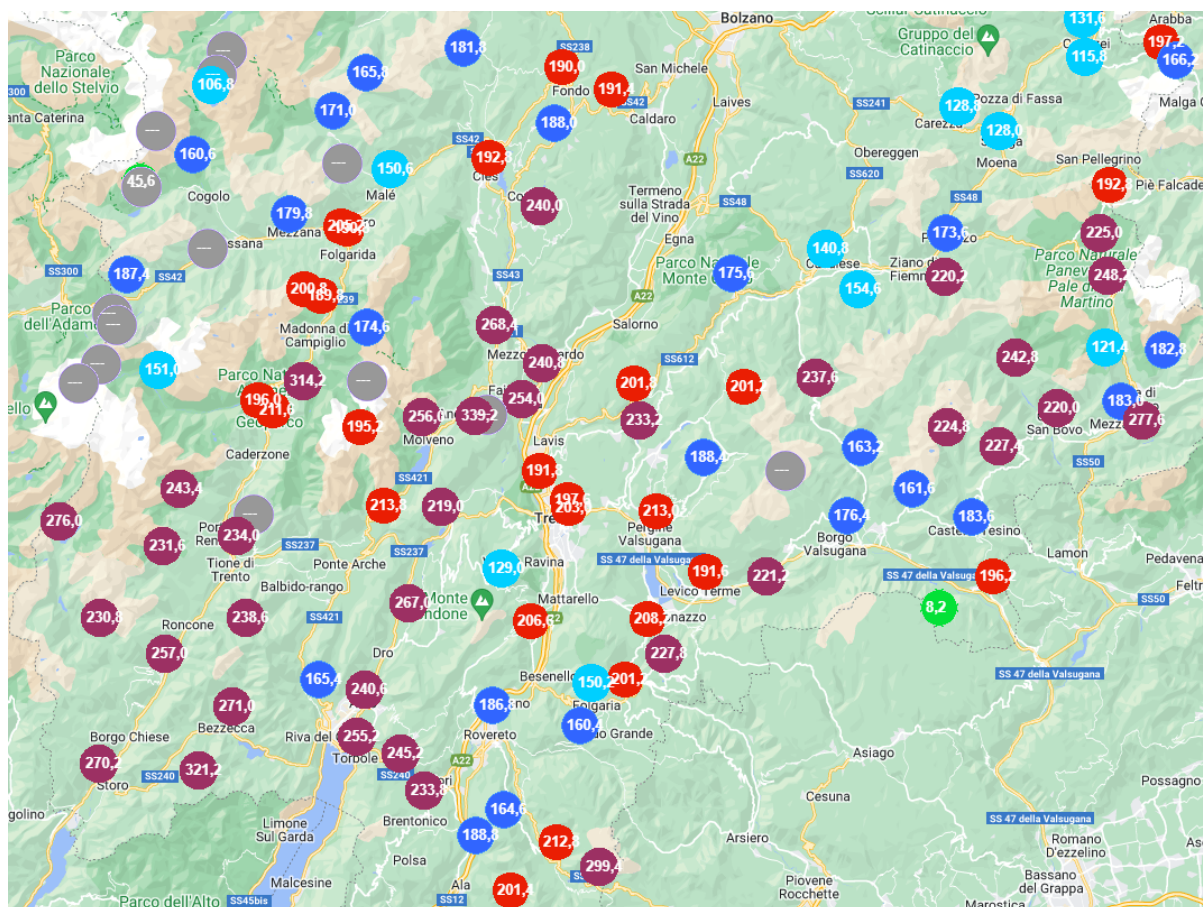 Bolzano
131,6
Arabba
Gruppo del
Catinaccio
181,8
SS238
190,0
197,2
115,8
166,2
Parco
Nazionale
dello Stelvio
165,8
San Michele
106,8
Fondo
191,4
SS42
Laives
SS241
128,8
Pozza di Fassa
Malga
300
171,0
188,0
Caldaro
Carezza
128,0
anta Caterina
SS42
A22
Obereggen
Moena
160,6
192,8
Cles
San Pellegrino
150,6
45,6
Malé
SS620
192,8
Piè Falcade
Cogolo
Termeno
sulla Strada
del Vino
SS48
SS48
240,0
179,8
Mezzana
205,2
Folgarida
Egna
140,8
173,6
225,0
SS300
187,4
SS42
SS43
175,6
Ziano di
Fiemme
220,2
248,2
Parco Naturale
Martino
154,6
A22
200,8
189,8
239
Salorno
dell'Adame
Madonna di
Campiglio
174,6
268,4
SS612
121,4
182,8
151,0
240,8
242,8
314,2
201,8
201,2
237,6
196,0
211,6
254,0
183,0
220,0
San Bovo
277,6
256,6
Molveno
339,2
233,2
195,2
224,8
Lavis
227,4
Caderzone
188,4
163,2
SS50
SS421
191,8
243,4
161,6
197,6
203,
213,8
219,0
213,0
276,0
176,4
183,6
234,0
231,6
Pergine
Valsugana
Borgo
Valsugana
SS237
SS237
Tione di
Trento
Ponte Arche
Lamon
Pedavena
Ravina
SS 47 della Valsugana
129,
191,6
221,2
SS 47 della Valsuga
196,2
Balbido-rango
Levico Terme
Feltr
Mattarello
267,0
SS50
8,2
230,8
238,6
SS421
206,6
208,
Roncone
Dro
227,8
257,0
165,4
Besenello
150,2
201,2
SS 47 della Valsugana
240,6
Folgaria
271,0
186,8
Bezzecca
160,4
Borgo Chiese
Riva del
255,2
Rovereto
Torbole
245,2
A22
Asiago
270,2
321,2
SS240
SS240
Storo
233,8
Possagno
Cesuna
Brentonico
164,6
Limone
Sul Garda
SS 47 della Valsugana
188,8
Arsiero
212,8
Romano
D'ezzelino
Polsa
299,4
Malcesine
Ala
Piovene
Rocchette
Bassano
del Grappa
201,4
Parco dell'Alto
SS45bis
SS12
Marostica